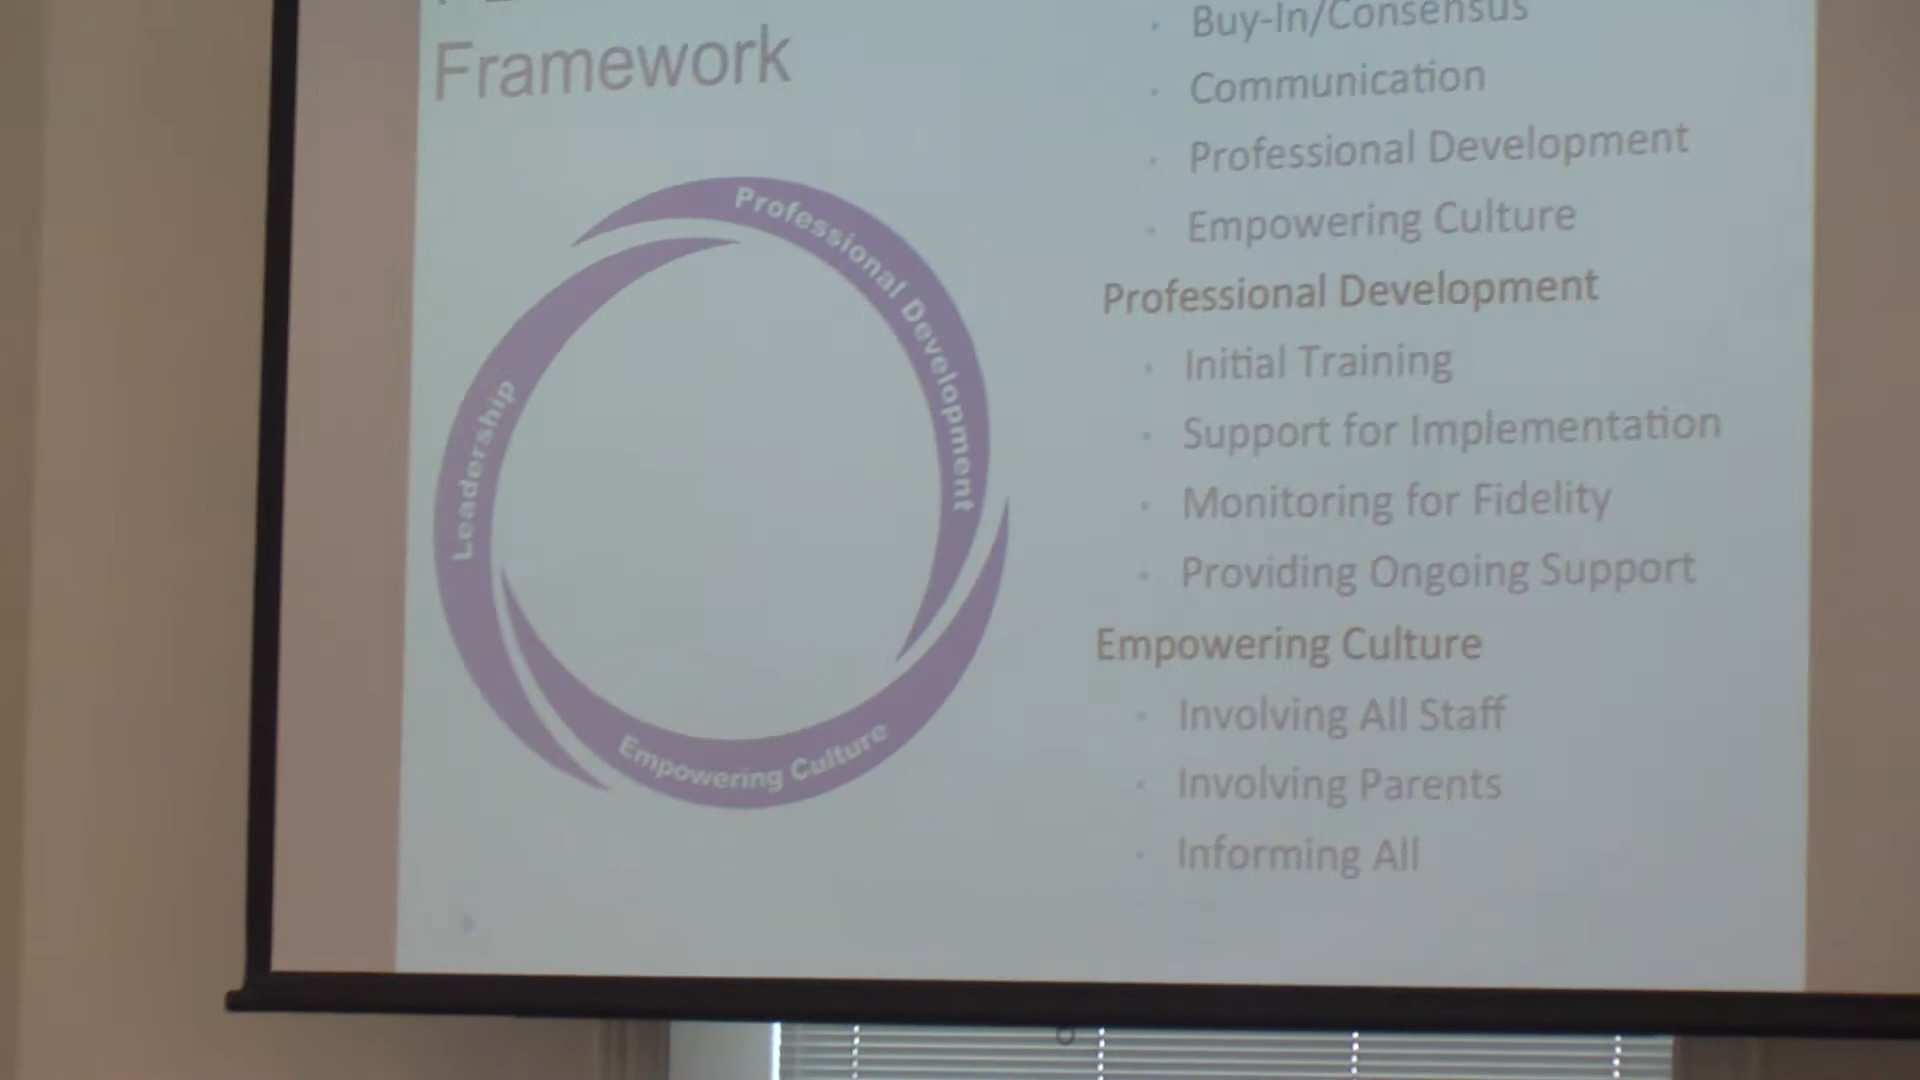 Framework
Buy-In/Consensus
Communication
Professional Development
Empowering Culture
Professional Development
Initial Training
Support for Implementation
Monitoring for Fidelity
Providing Ongoing Support
Empowering Culture
Involving All Staff
Involving Parents
Informing All
Professional Development
Leadership
Empowering Culture